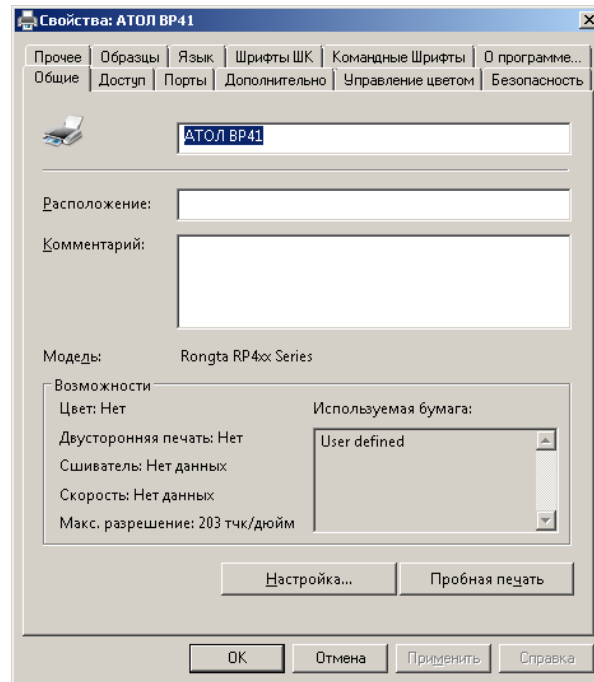 Свойства: АТОЛ BP41
Прочее Образцы Язык Шрифты ШК Командные Шрифты О программе...
Общие Доступ Порты Дополнительно Управление цветом Безопасность
АТОЛ BP41
Расположение:
Комментарий:
Модель: Rongta RP4xx Series
Возможности
Цвет: Нет Используемая бумага:
Двусторонняя печать: Нет User defined
Сшиватель: Нет данных
Скорость: Нет данных
Макс. разрешение: 203 тчк/дюйм
Настройка... Пробная печать
OK Отмена Применить Справка